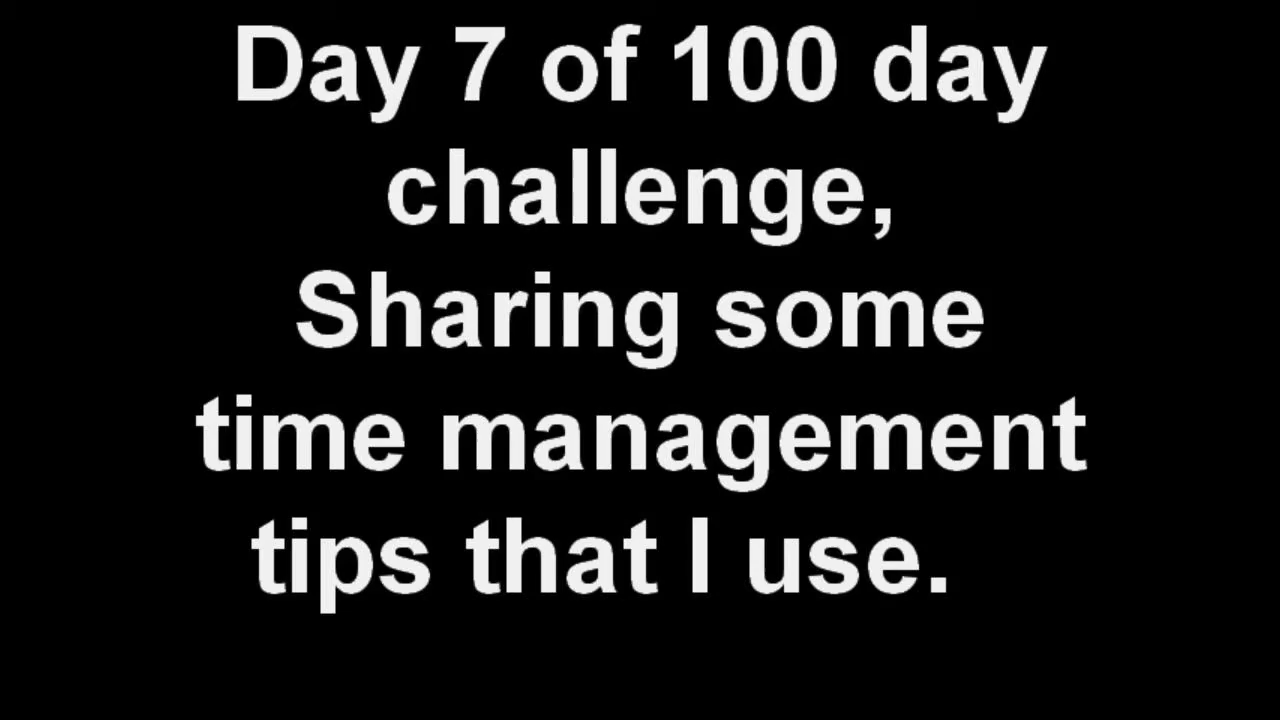 Day 7 of 100 day
challenge,
Sharing some
time management
tips that I use.